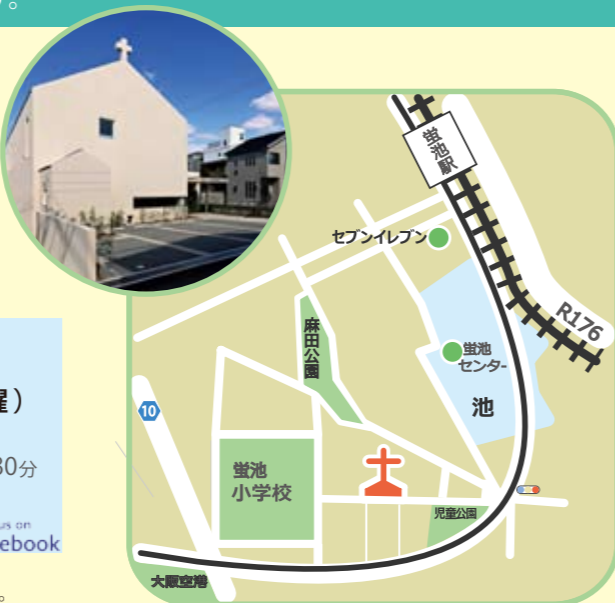 。
蛍池駅
セブンイレブン
R176
麻田公園
蛍池
センター
池
曜）
10
30分
蛍池
小学校
us on
ebook
児童公園
大阪空港
。